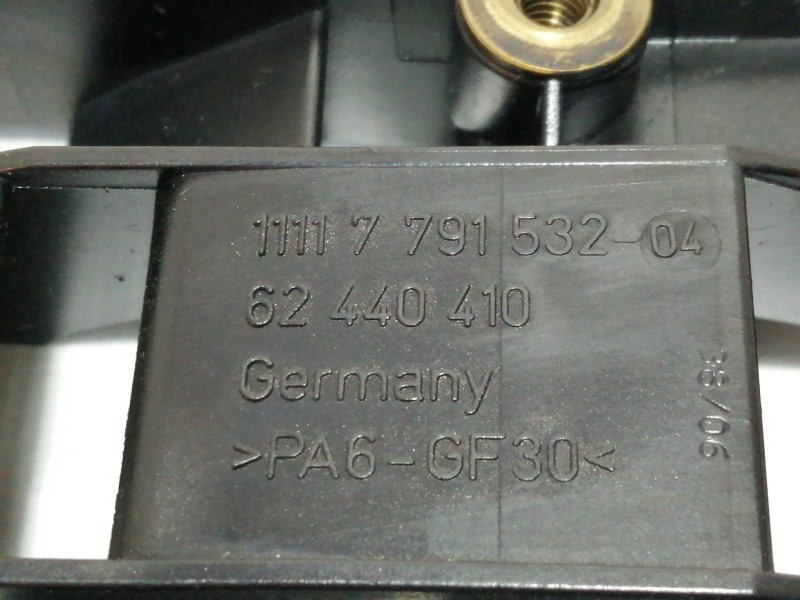 1111 7 791 532-04
62 440 410
Germany
>PA6-GF30<
38/06